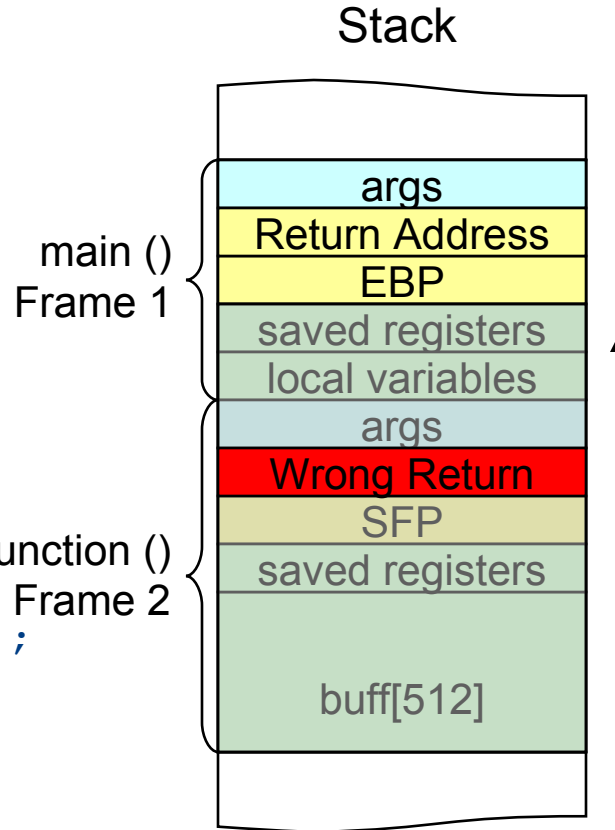 Stack
args
Return Address
main ()
EBP
Frame 1
saved registers
local variables
args
Wrong Return
SFP
unction ()
saved registers
Frame 2
;
buff[512]